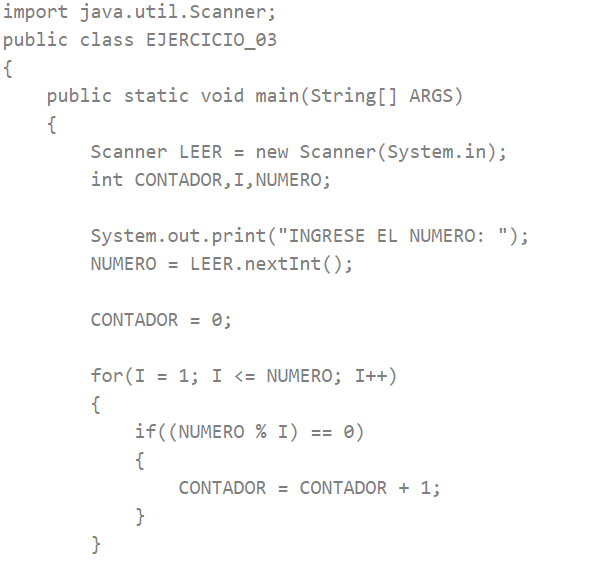 import java.util.Scanner;
public class EJERCICIO_03
{
    public static void main(String[] ARGS)
    {
        Scanner LEER = new Scanner(System.in);
        int CONTADOR,I,NUMERO;

        System.out.print("INGRESE EL NUMERO: ");
        NUMERO = LEER.nextInt();

        CONTADOR = 0;

        for(I = 1; I <= NUMERO; I++)
        {
            if((NUMERO % I) == 0)
            {
                CONTADOR = CONTADOR + 1;
            }
        }